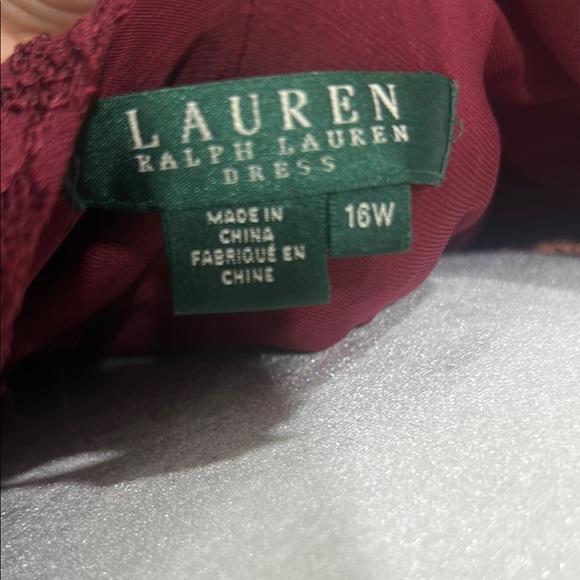 LAUREN
RALPH LAUREN
DRESS
MADE IN
CHINA
FABRIQUÉ EN
CHINE
16W